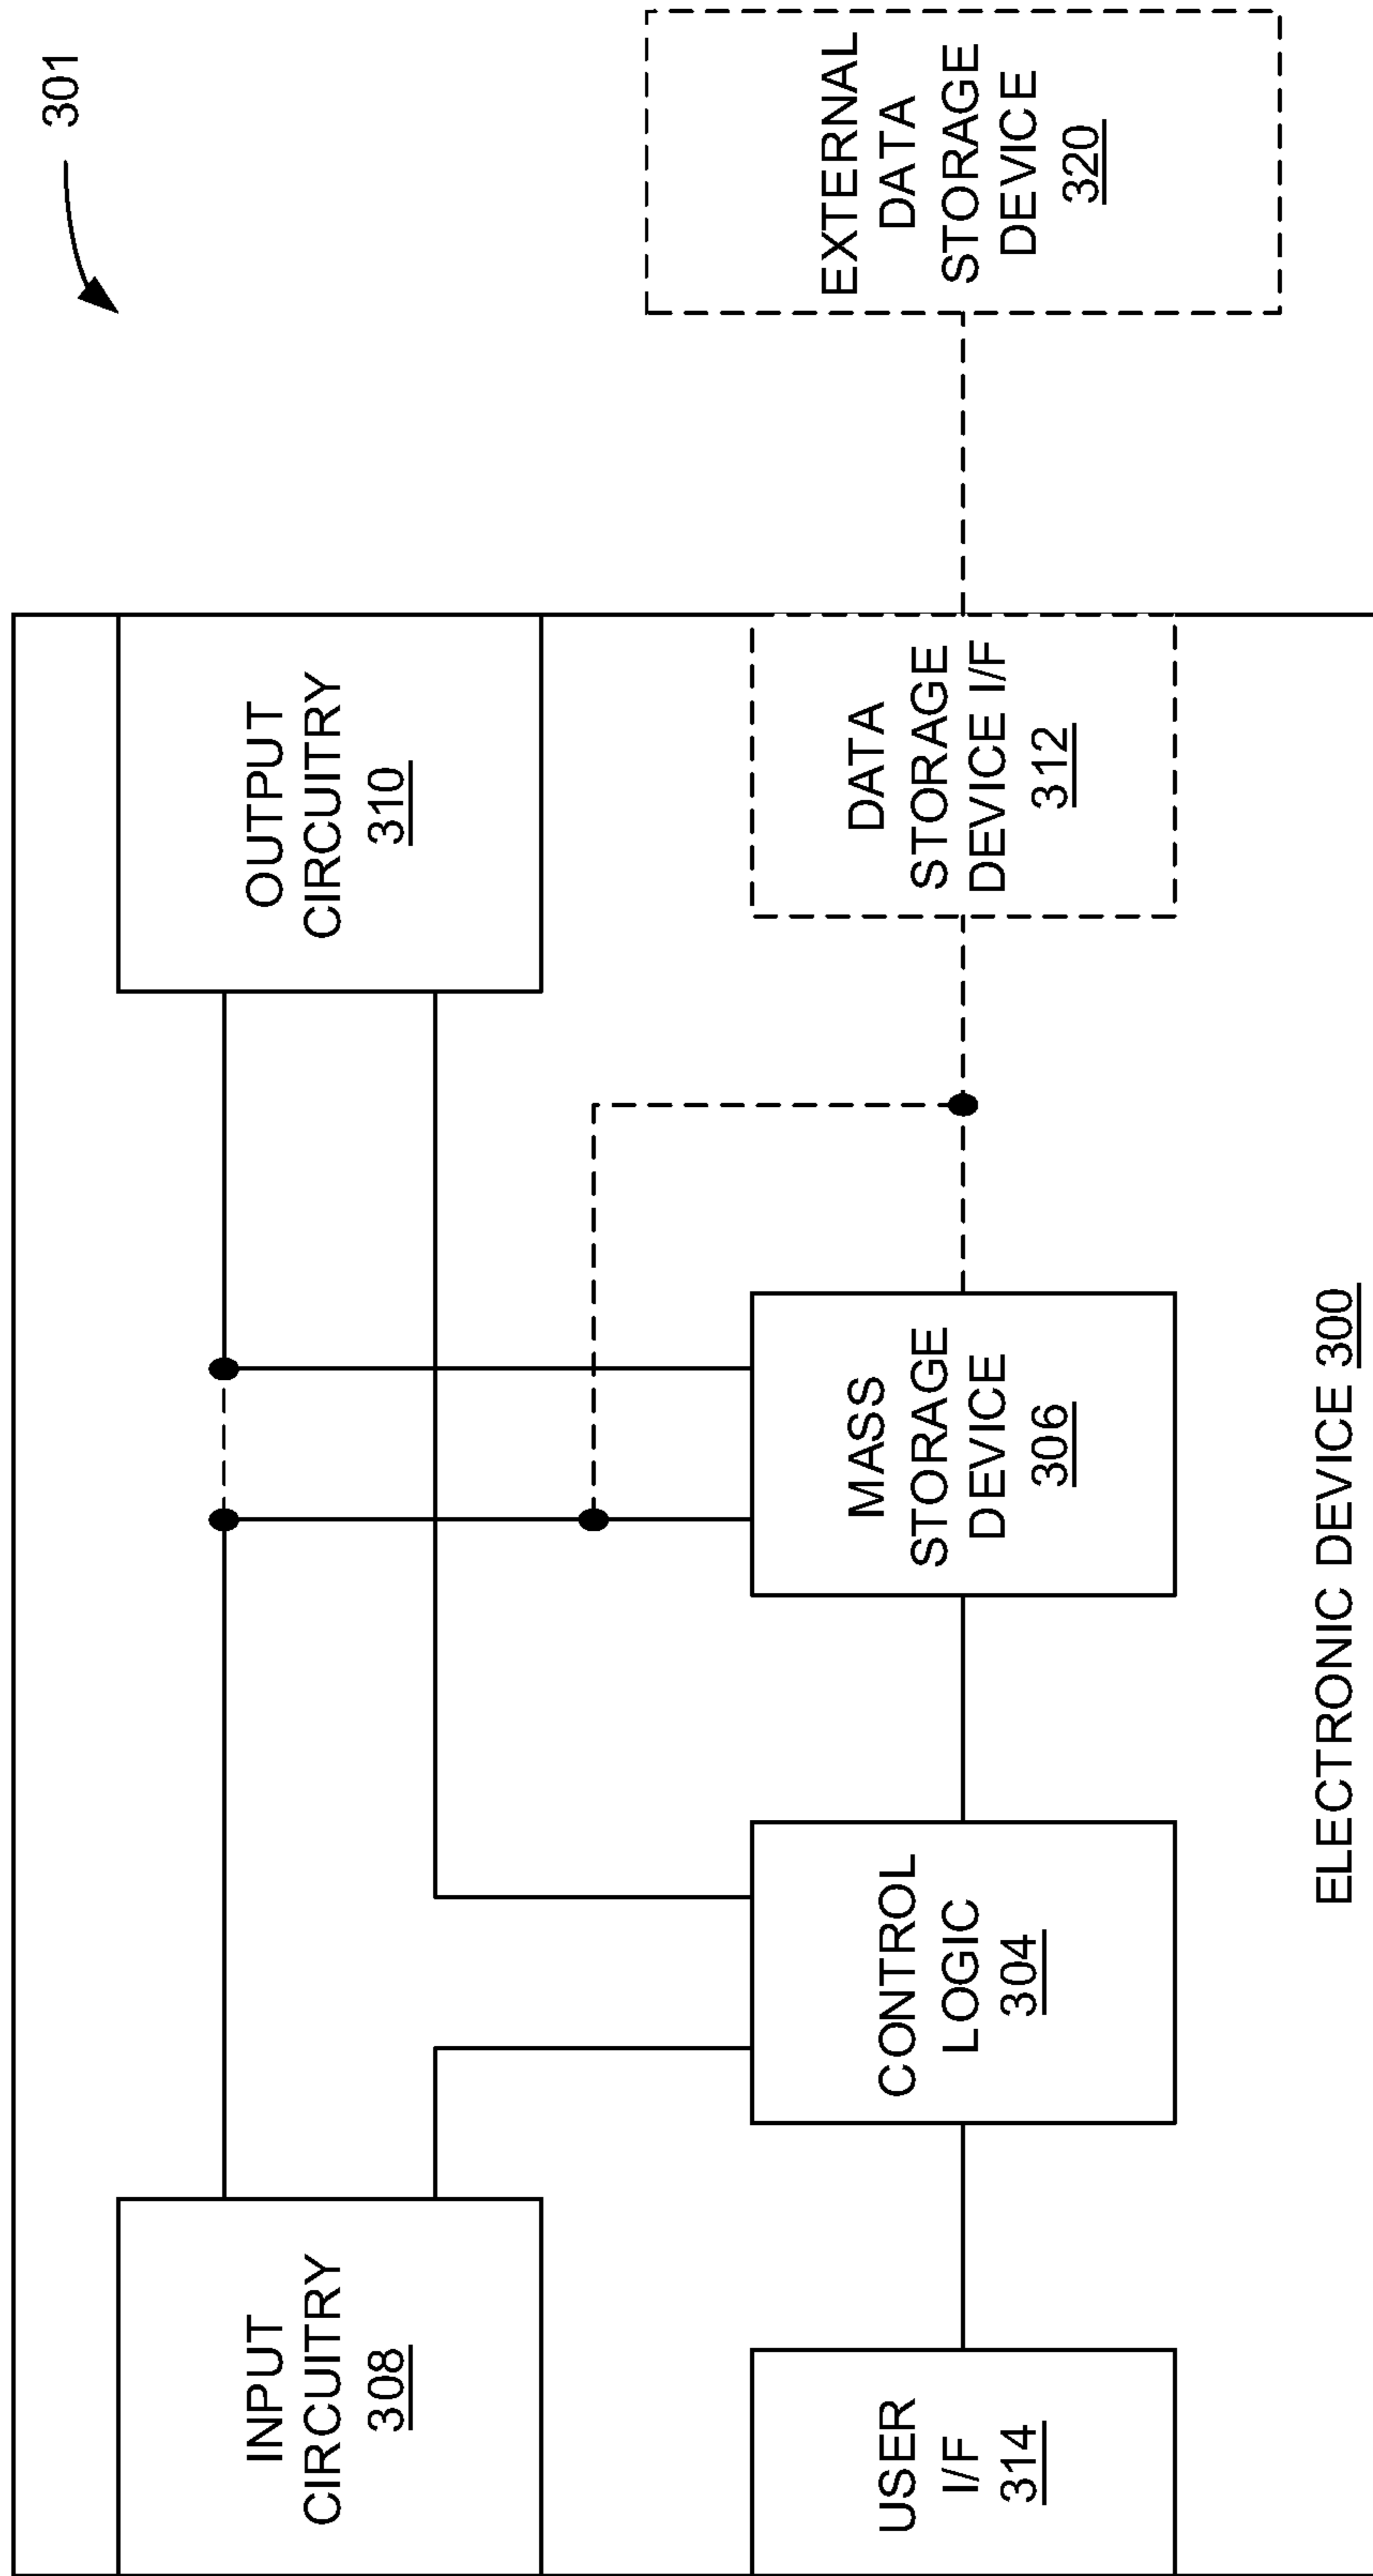 301
INPUT
CIRCUITRY
308
OUTPUT
CIRCUITRY
310
USER
I/F
314
CONTROL
LOGIC
304
MASS
STORAGE
DEVICE
306
DATA
STORAGE
DEVICE I/F
312
EXTERNAL
DATA
STORAGE
DEVICE
320
ELECTRONIC DEVICE 300